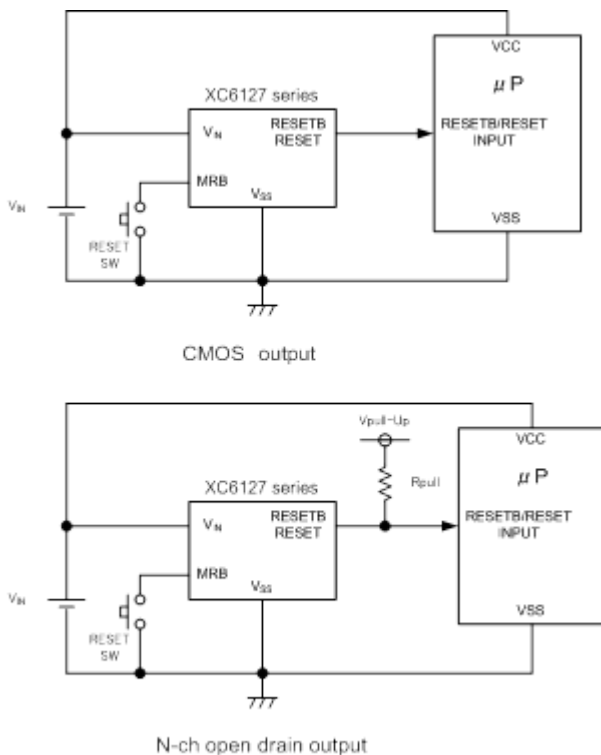 VCC
μP
XC6127 series
VIN
RESETB
RESET
RESETB/RESET
INPUT
MRB
VSS
VIN
RESET
SW
VSS
CMOS output
Vpull-Up
VCC
Rpull
μP
XC6127 series
VIN
RESETB
RESET
RESETB/RESET
INPUT
MRB
VSS
VIN
RESET
SW
VSS
N-ch open drain output